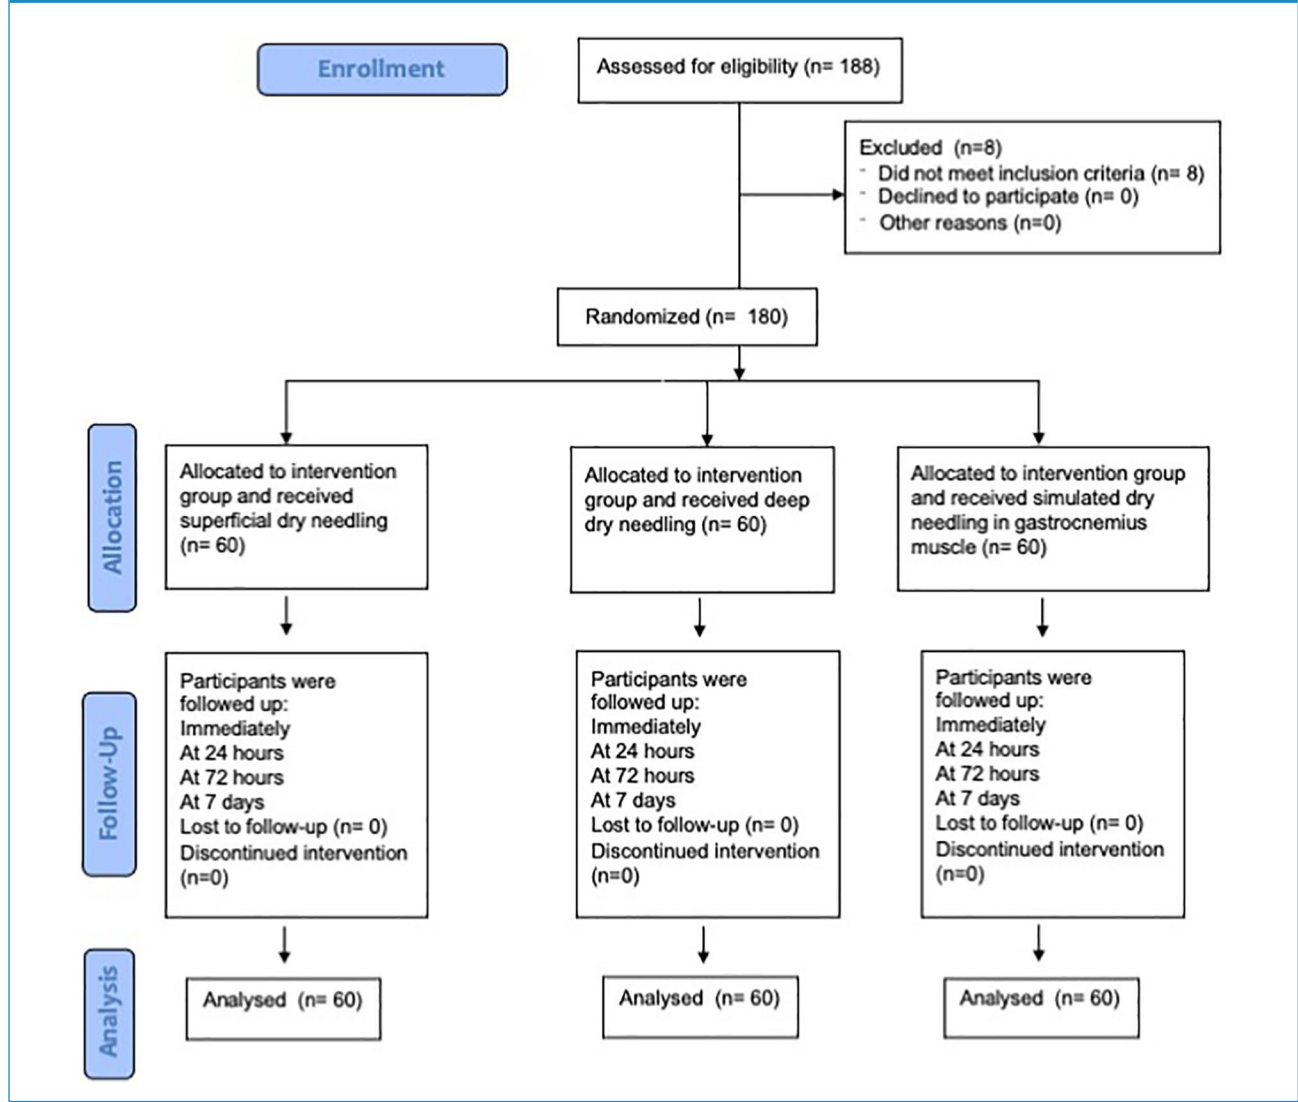 Enrollment
Assessed for eligibility (n= 188)
Excluded (n=8)
- Did not meet inclusion criteria (n= 8)
- Declined to participate (n= 0)
- Other reasons (n=0)
Randomized (n= 180)
Allocation
Allocated to intervention
group and received
superficial dry needling
(n= 60)
Allocated to intervention
group and received deep
dry needling (n= 60)
Allocated to intervention group
and received simulated dry
needling in gastrocnemius
muscle (n= 60)
Follow-Up
Participants were
followed up:
Immediately
At 24 hours
At 72 hours
At 7 days
Lost to follow-up (n= 0)
Discontinued intervention
(n=0)
Participants were
followed up:
Immediately
At 24 hours
At 72 hours
At 7 days
Lost to follow-up (n= 0)
Discontinued intervention
(n=0)
Participants were
followed up:
Immediately
At 24 hours
At 72 hours
At 7 days
Lost to follow-up (n= 0)
Discontinued intervention
(n=0)
Analysis
Analysed (n= 60)
Analysed (n= 60)
Analysed (n= 60)